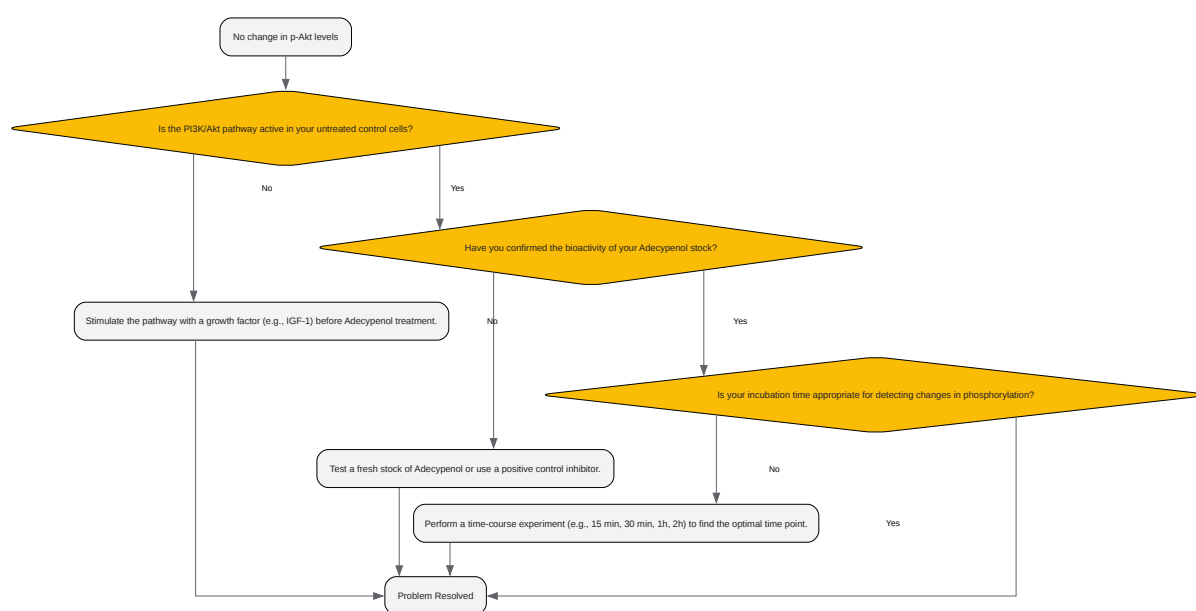 No change in p-Akt levels
Is the PI3K/Akt pathway active in your untreated control cells?
No
Yes
Have you confirmed the bioactivity of your Adecypenol stock?
Stimulate the pathway with a growth factor (e.g., IGF-1) before Adecypenol treatment.
No
Yes
Is your incubation time appropriate for detecting changes in phosphorylation?
Test a fresh stock of Adecypenol or use a positive control inhibitor.
No
Perform a time-course experiment (e.g., 15 min, 30 min, 1h, 2h) to find the optimal time point.
Yes
Problem Resolved